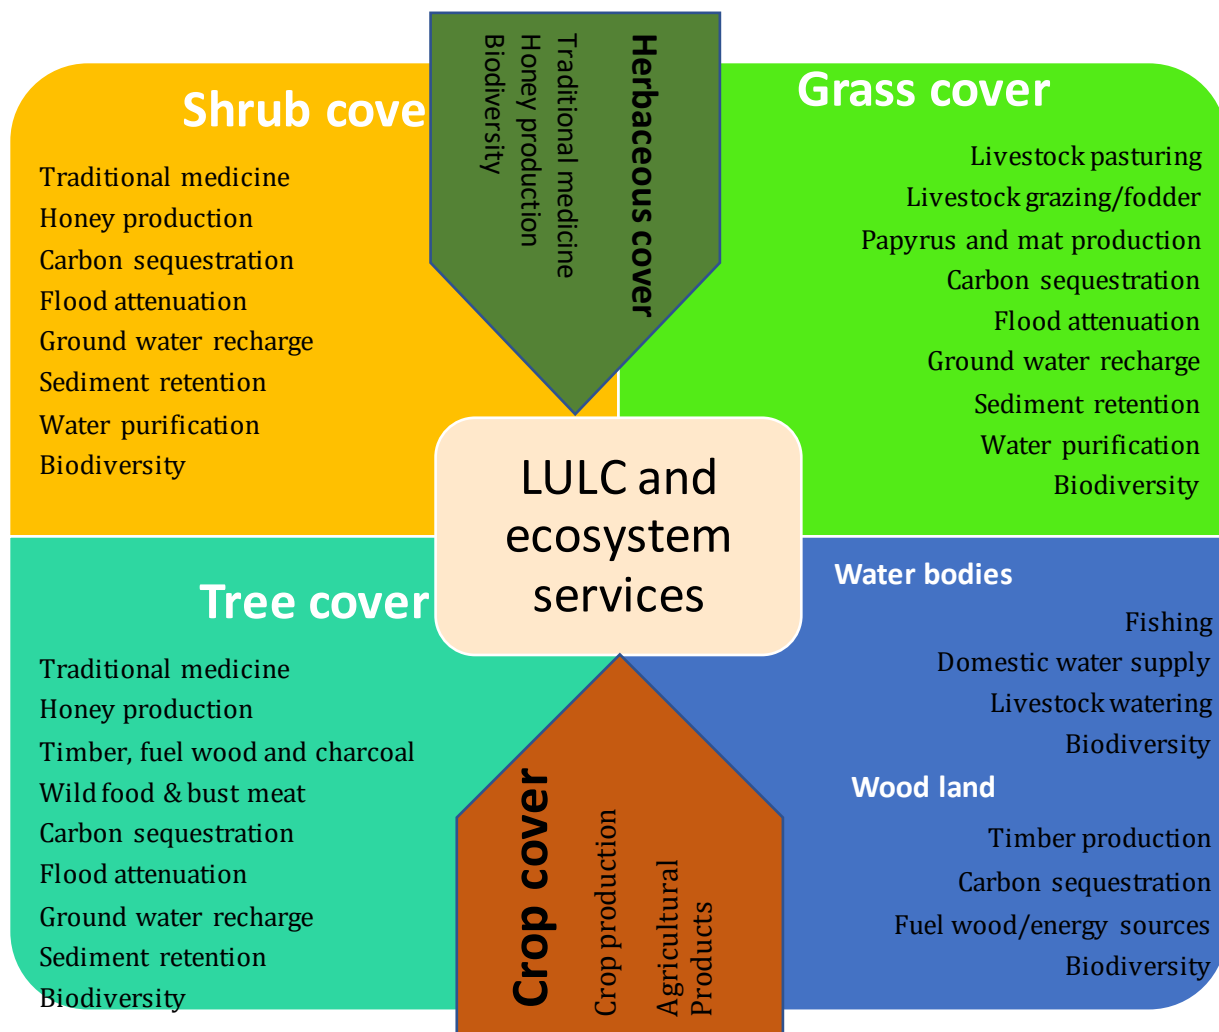 Shrub cove
Traditional medicine
Honey production
Carbon sequestration
Flood attenuation
Ground water recharge
Sediment retention
Water purification
Biodiversity
Herbaceous cover
Traditional medicine
Honey production
Biodiversity
Grass cover
Livestock pasturing
Livestock grazing/fodder
Papyrus and mat production
Carbon sequestration
Flood attenuation
Ground water recharge
Sediment retention
Water purification
Biodiversity
LULC and
ecosystem
services
Tree cover
Traditional medicine
Honey production
Timber, fuel wood and charcoal
Wild food & bust meat
Carbon sequestration
Flood attenuation
Ground water recharge
Sediment retention
Biodiversity
Crop cover
Crop production
Agricultural
Products
Water bodies
Fishing
Domestic water supply
Livestock watering
Biodiversity
Wood land
Timber production
Carbon sequestration
Fuel wood/energy sources
Biodiversity